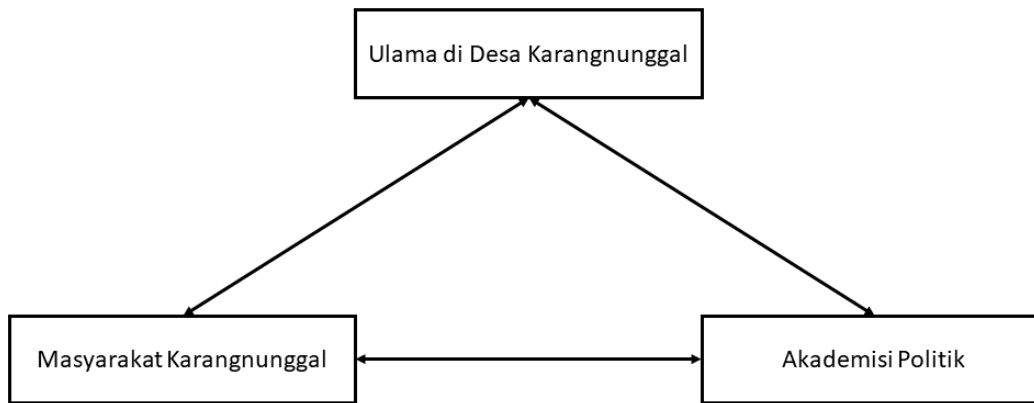 Ulama di Desa Karangnunggal
Masyarakat Karangnunggal
Akademisi Politik